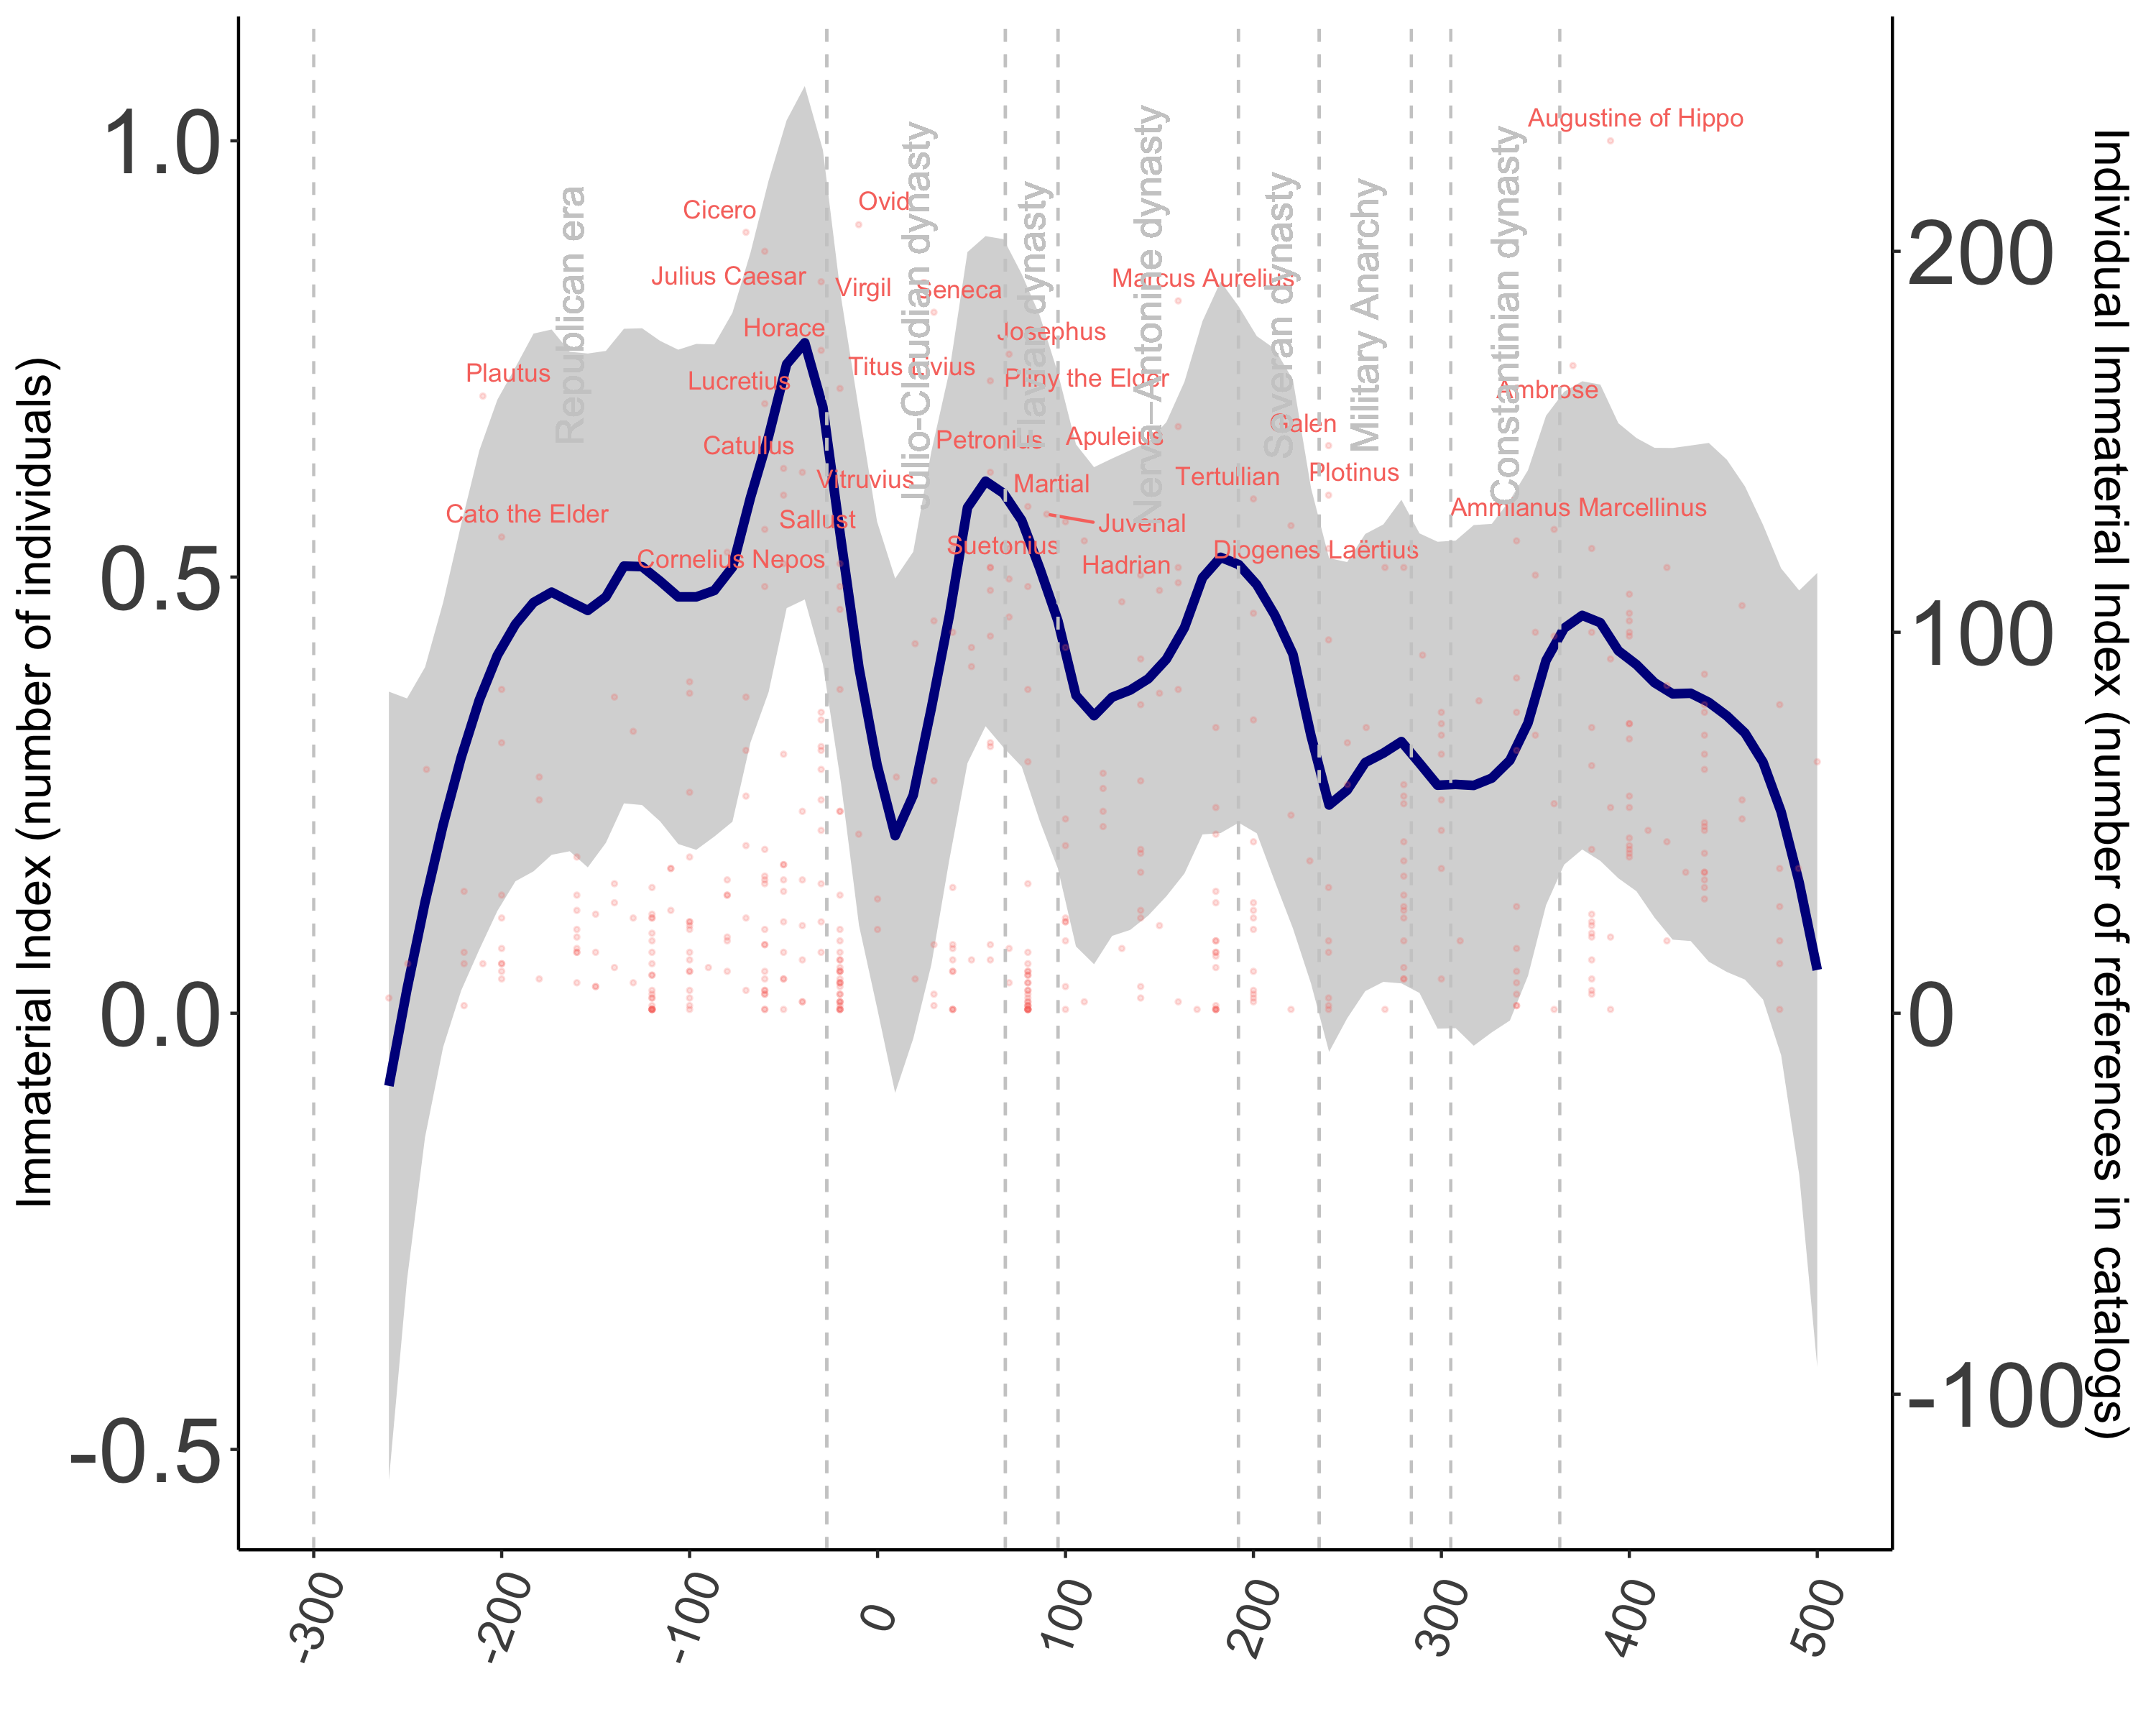 Immaterial Index (number of individuals)
1.0
0.5
0.0
-0.5
Republican era
Julio-Claudian dynasty
Flavian dynasty
Nerva–Antonine dynasty
Severan dynasty
Military Anarchy
Constantinian dynasty
Augustine of Hippo
Cicero
Ovid
Julius Caesar
Virgil
Seneca
Marcus Aurelius
Horace
Josephus
Plautus
Lucretius
Titus Livius
Pliny the Elder
Ambrose
Catullus
Petronius
Apuleius
Galen
Vitruvius
Martial
Tertullian
Plotinus
Cato the Elder
Sallust
Juvenal
Ammianus Marcellinus
Cornelius Nepos
Suetonius
Hadrian
Diogenes Laërtius
200
100
0
-100
Individual Immaterial Index (number of references in catalogs)
-300
-200
-100
0
100
200
300
400
500